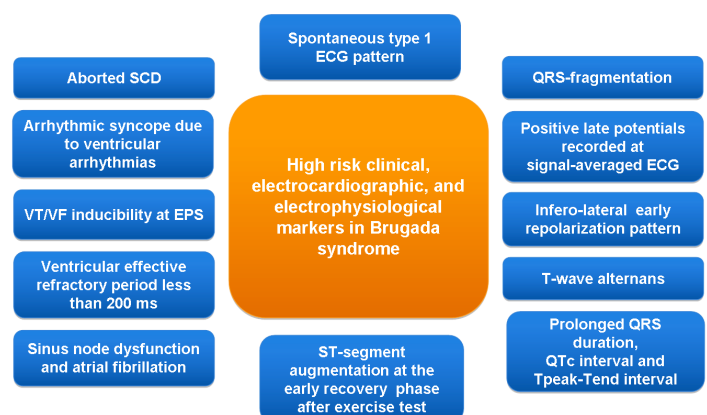 Spontaneous type 1
ECG pattern
Aborted SCD
Arrhythmic syncope due
to ventricular
arrhythmias
VT/VF inducibility at EPS
Ventricular effective
refractory period less
than 200 ms
Sinus node dysfunction
and atrial fibrillation
High risk clinical,
electrocardiographic, and
electrophysiological
markers in Brugada
syndrome
ST-segment
augmentation at the
early recovery phase
after exercise test
QRS-fragmentation
Positive late potentials
recorded at
signal-averaged ECG
Infero-lateral early
repolarization pattern
T-wave alternans
Prolonged QRS
duration,
QTc interval and
Tpeak-Tend interval